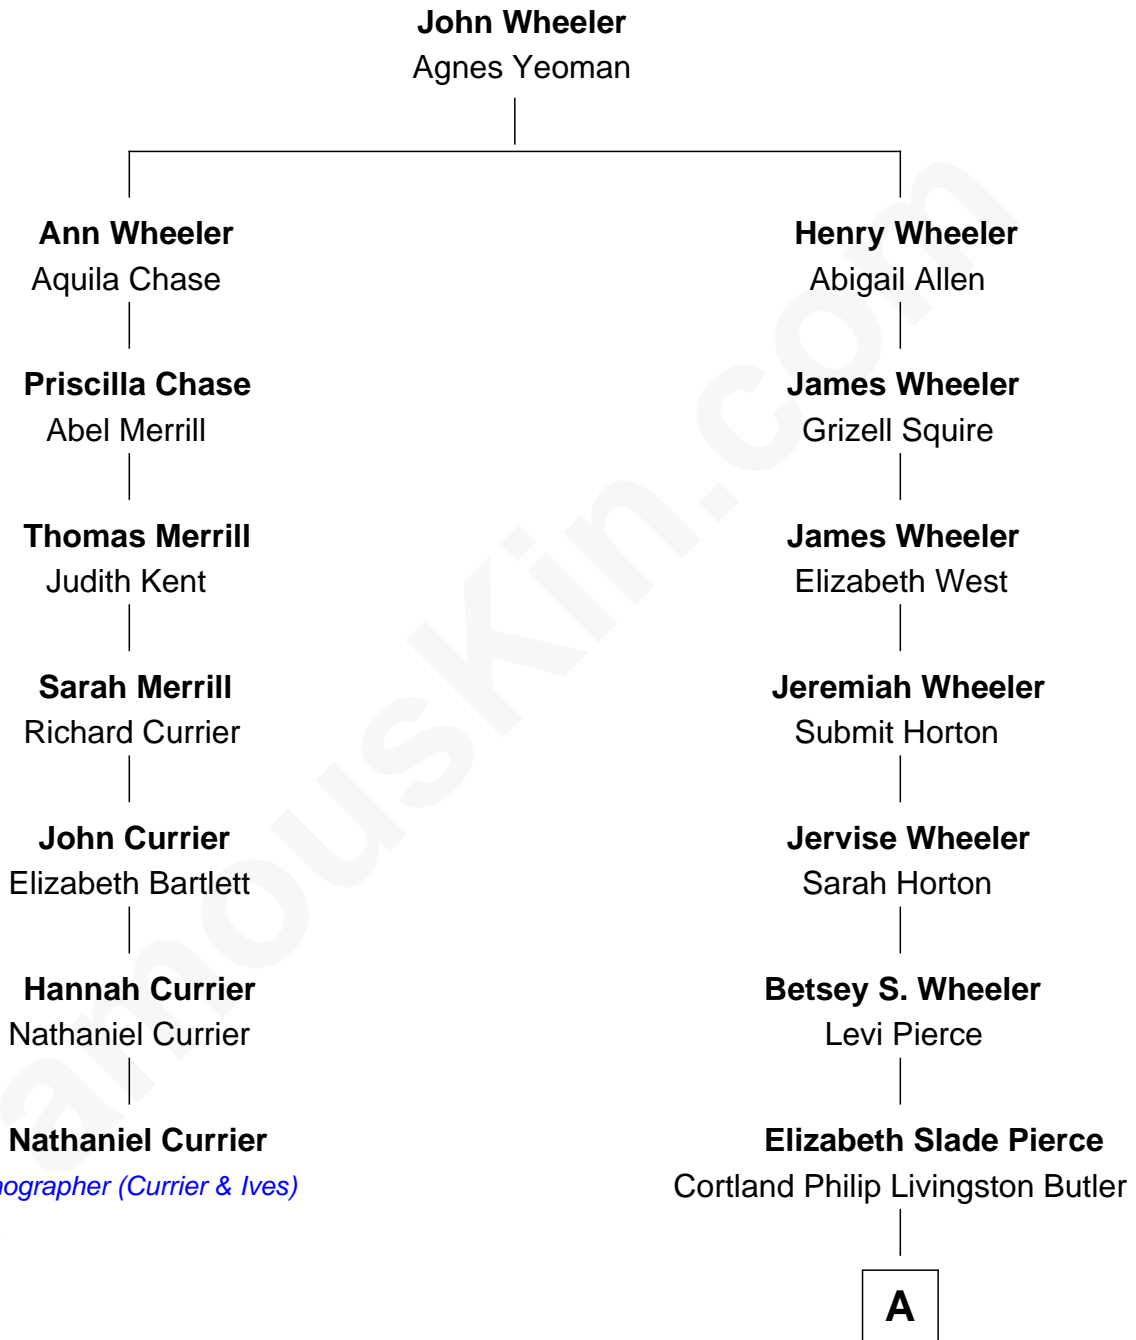 John Wheeler
Agnes Yeoman
Ann Wheeler
Aquila Chase
Henry Wheeler
Abigail Allen
Priscilla Chase
Abel Merrill
James Wheeler
Grizell Squire
Thomas Merrill
Judith Kent
James Wheeler
Elizabeth West
Sarah Merrill
Richard Currier
Jeremiah Wheeler
Submit Horton
John Currier
Elizabeth Bartlett
Jervise Wheeler
Sarah Horton
Hannah Currier
Nathaniel Currier
Betsey S. Wheeler
Levi Pierce
Nathaniel Currier
nographer (Currier & Ives)
Elizabeth Slade Pierce
Cortland Philip Livingston Butler
A
amousKin.com